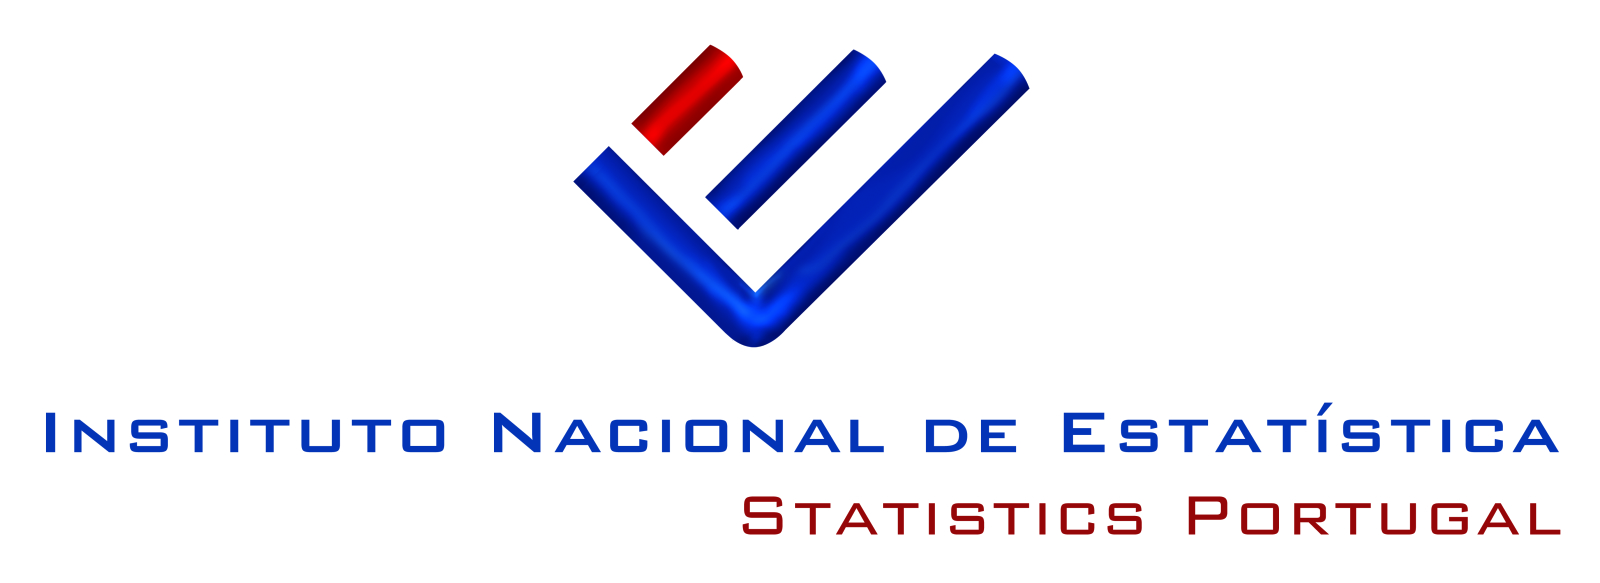 Instituto Nacional de Estatística
Statistics Portugal